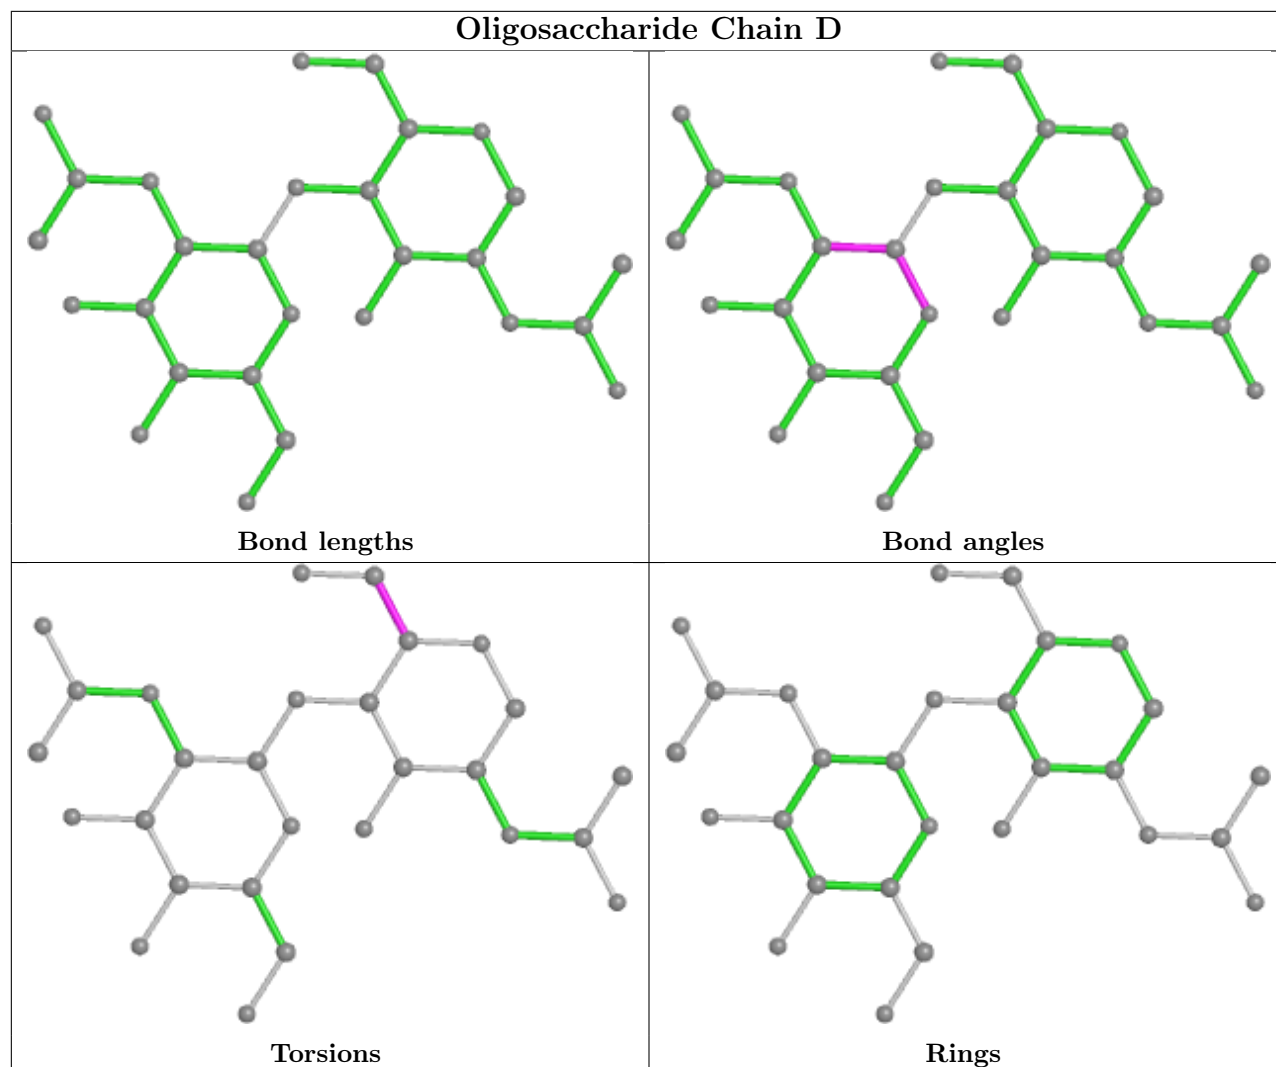 Oligosaccharide Chain D
Bond lengths
Bond angles
Torsions
Rings